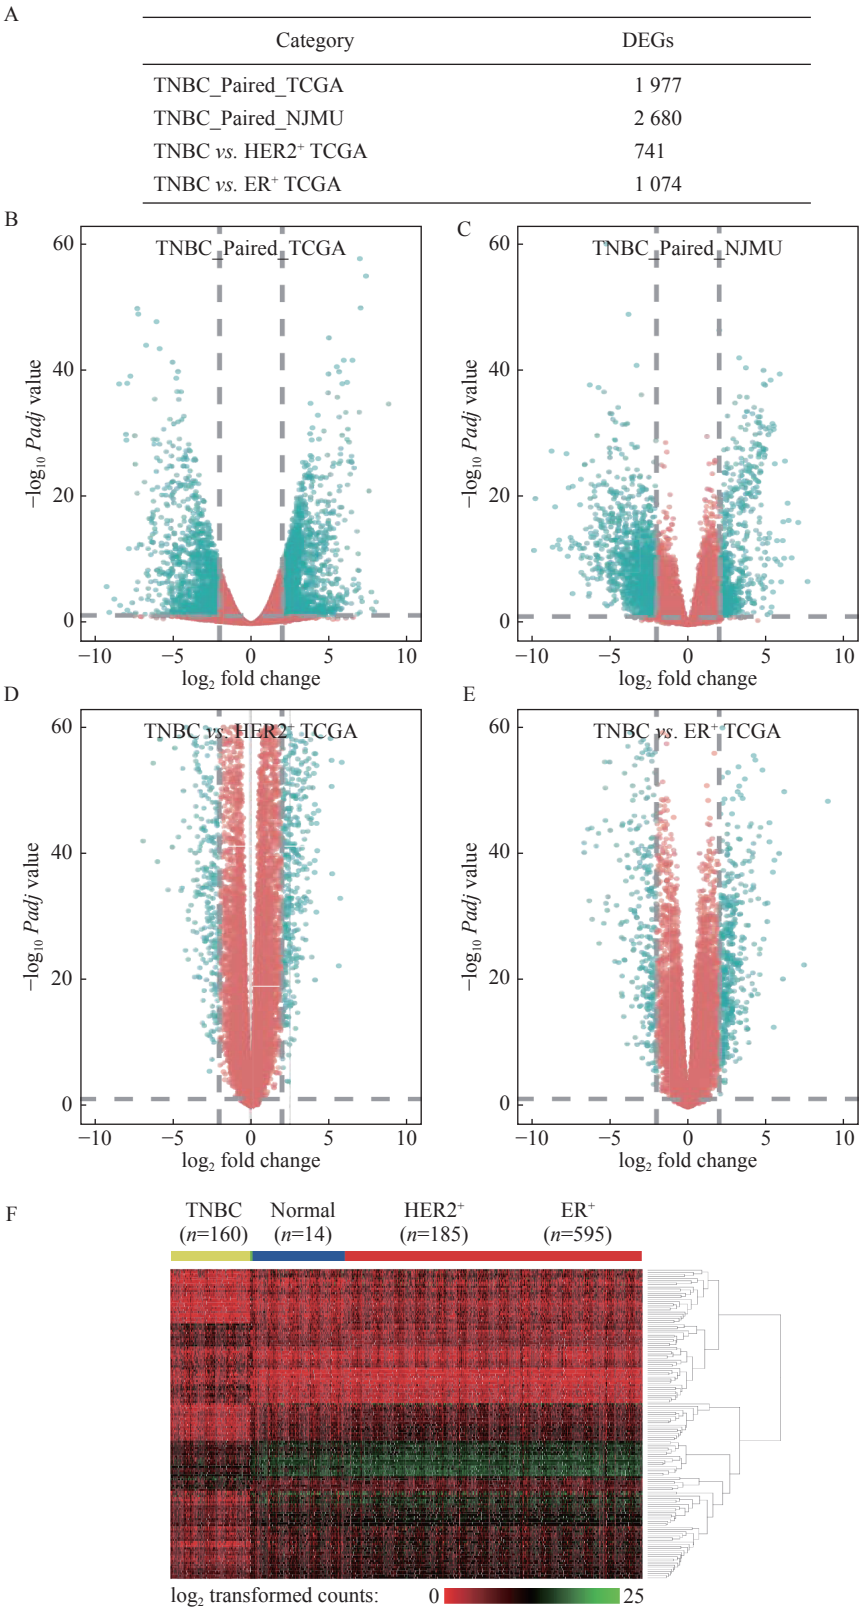 A
Category DEGs
TNBC_Paired_TCGA 1 977
TNBC_Paired_NJMU 2 680
TNBC vs. HER2⁺ TCGA 741
TNBC vs. ER⁺ TCGA 1 074
B
TNBC_Paired_TCGA
60
40
20
0
−log₁₀ Padj value
−10 −5 0 5 10
log₂ fold change
C
TNBC_Paired_NJMU
60
40
20
0
−log₁₀ Padj value
−10 −5 0 5 10
log₂ fold change
D
TNBC vs. HER2⁺ TCGA
60
40
20
0
−log₁₀ Padj value
−10 −5 0 5 10
log₂ fold change
E
TNBC vs. ER⁺ TCGA
60
40
20
0
−log₁₀ Padj value
−10 −5 0 5 10
log₂ fold change
F
TNBC Normal HER2⁺ ER⁺
(n=160) (n=14) (n=185) (n=595)
log₂ transformed counts: 0 25